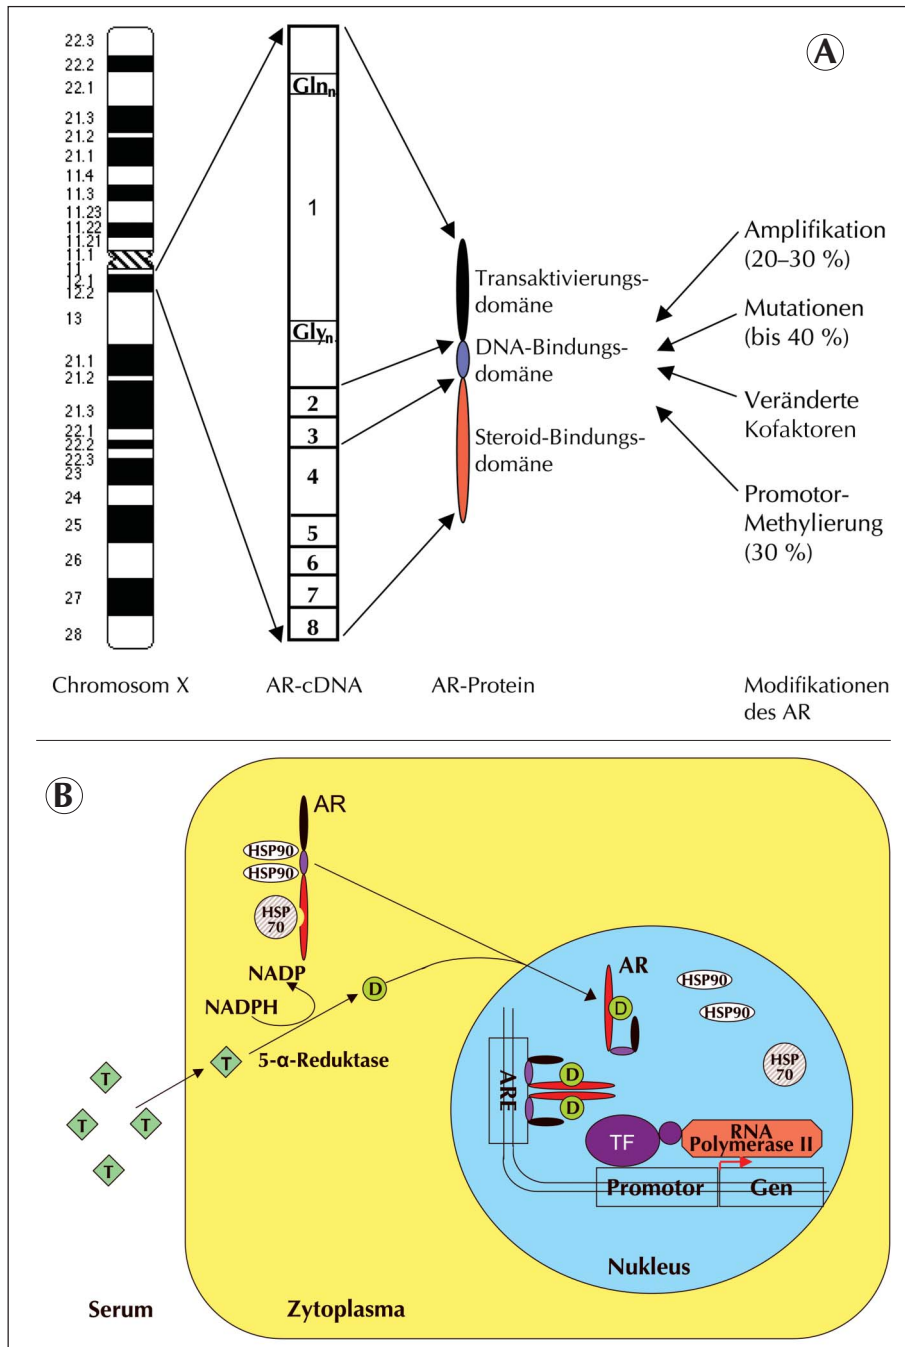 A
22.3
22.2
22.1
21.3
21.2
21.1
11.4
11.3
11.23
11.22
11.21
11.1
11
12.1
12.2
13
21.1
21.2
21.3
22.1
22.2
22.3
23
24
25
26
27
28
Glnn
1
Glyn
2
3
4
5
6
7
8
Transaktivierungs-
domäne
DNA-Bindungs-
domäne
Steroid-Bindungs-
domäne
Amplifikation
(20–30 %)
Mutationen
(bis 40 %)
Veränderte
Kofaktoren
Promotor-
Methylierung
(30 %)
Chromosom X
AR-cDNA
AR-Protein
Modifikationen
des AR
B
AR
HSP90
HSP90
HSP
70
NADP
NADPH
D
T
5-α-Reduktase
T
T
T
T
AR
D
HSP90
HSP90
HSP
70
ARE
D
D
TF
RNA
Polymerase II
Promotor
Gen
Nukleus
Serum
Zytoplasma